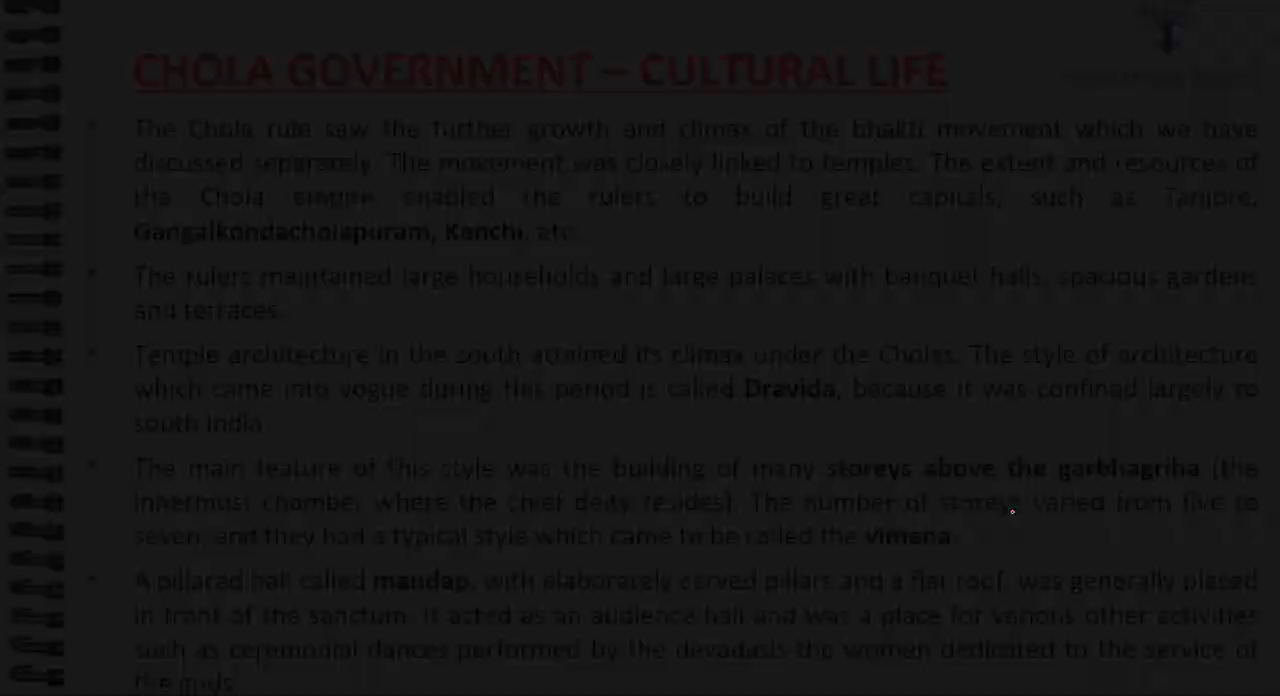 CHOLA GOVERNMENT – CULTURAL LIFE
• The Chola rule saw the further growth and climax of the bhakti movement which we have
discussed separately. The movement was closely linked to temples. The extent and resources of
the Chola empire enabled the rulers to build great capitals, such as Tanjore,
Gangaikondacholapuram, Kanchi, etc.
• The rulers maintained large households and large palaces with banquet halls, spacious gardens
and terraces.
• Temple architecture in the south attained its climax under the Cholas. The style of architecture
which came into vogue during this period is called Dravida, because it was confined largely to
south India.
• The main feature of this style was the building of many storeys above the garbhagriha (the
innermost chamber where the chief deity resides). The number of storeys varied from five to
seven, and they had a typical style which came to be called the vimana.
• A pillared hall called mandap, with elaborately carved pillars and a flat roof, was generally placed
in front of the sanctum. It acted as an audience hall and was a place for various other activities
such as ceremonial dances performed by the devadasis-the women dedicated to the service of
the gods.